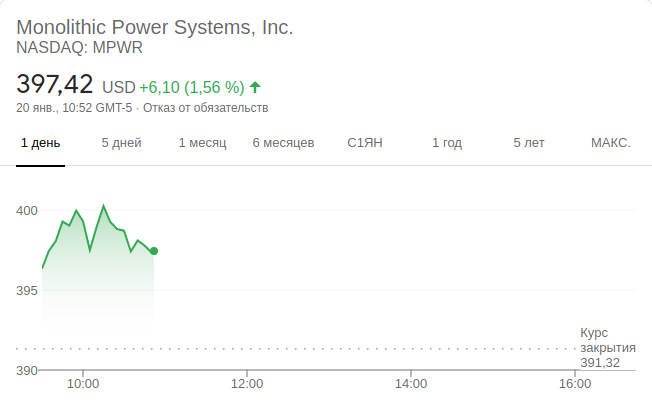 Monolithic Power Systems, Inc.
NASDAQ: MPWR
397,42 USD +6,10 (1,56 %)
20 янв., 10:52 GMT-5 · Отказ от обязательств
1 день 5 дней 1 месяц 6 месяцев С1ЯН 1 год 5 лет МАКС.
400
395
390
Курс
закрытия
391,32
10:00 12:00 14:00 16:00